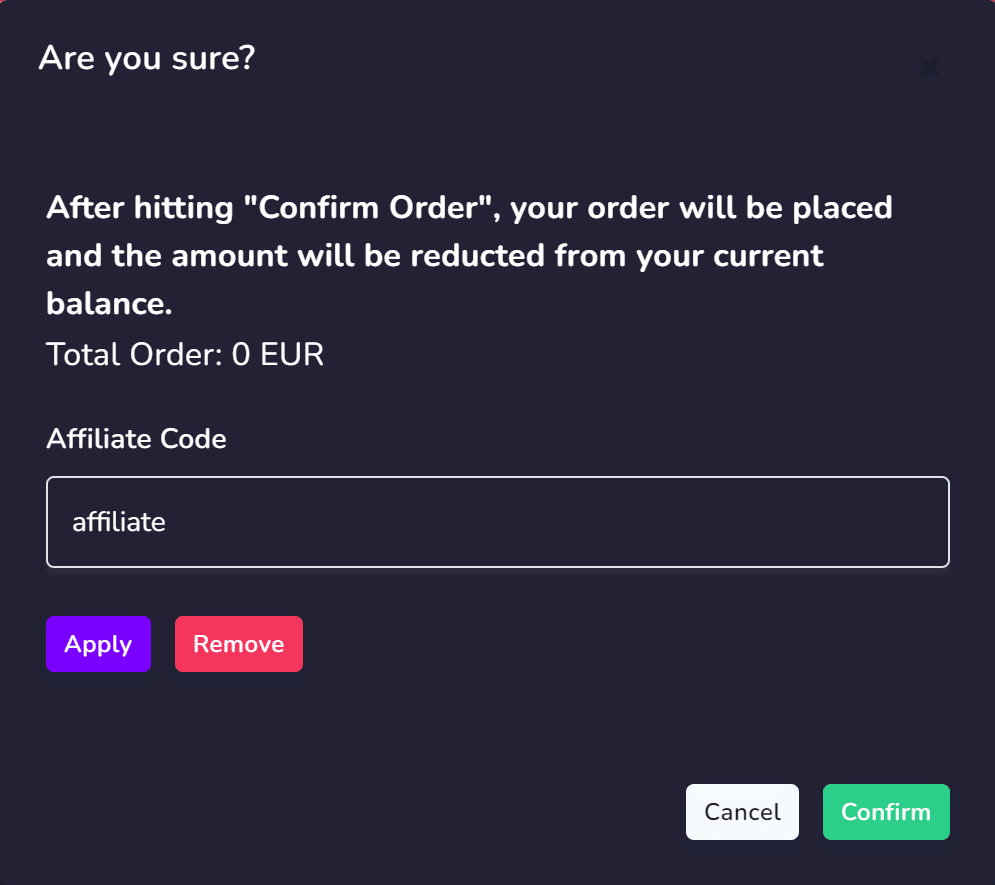 Are you sure?
After hitting "Confirm Order", your order will be placed
and the amount will be reducted from your current
balance.
Total Order: 0 EUR
Affiliate Code
affiliate
Apply Remove
Cancel Confirm